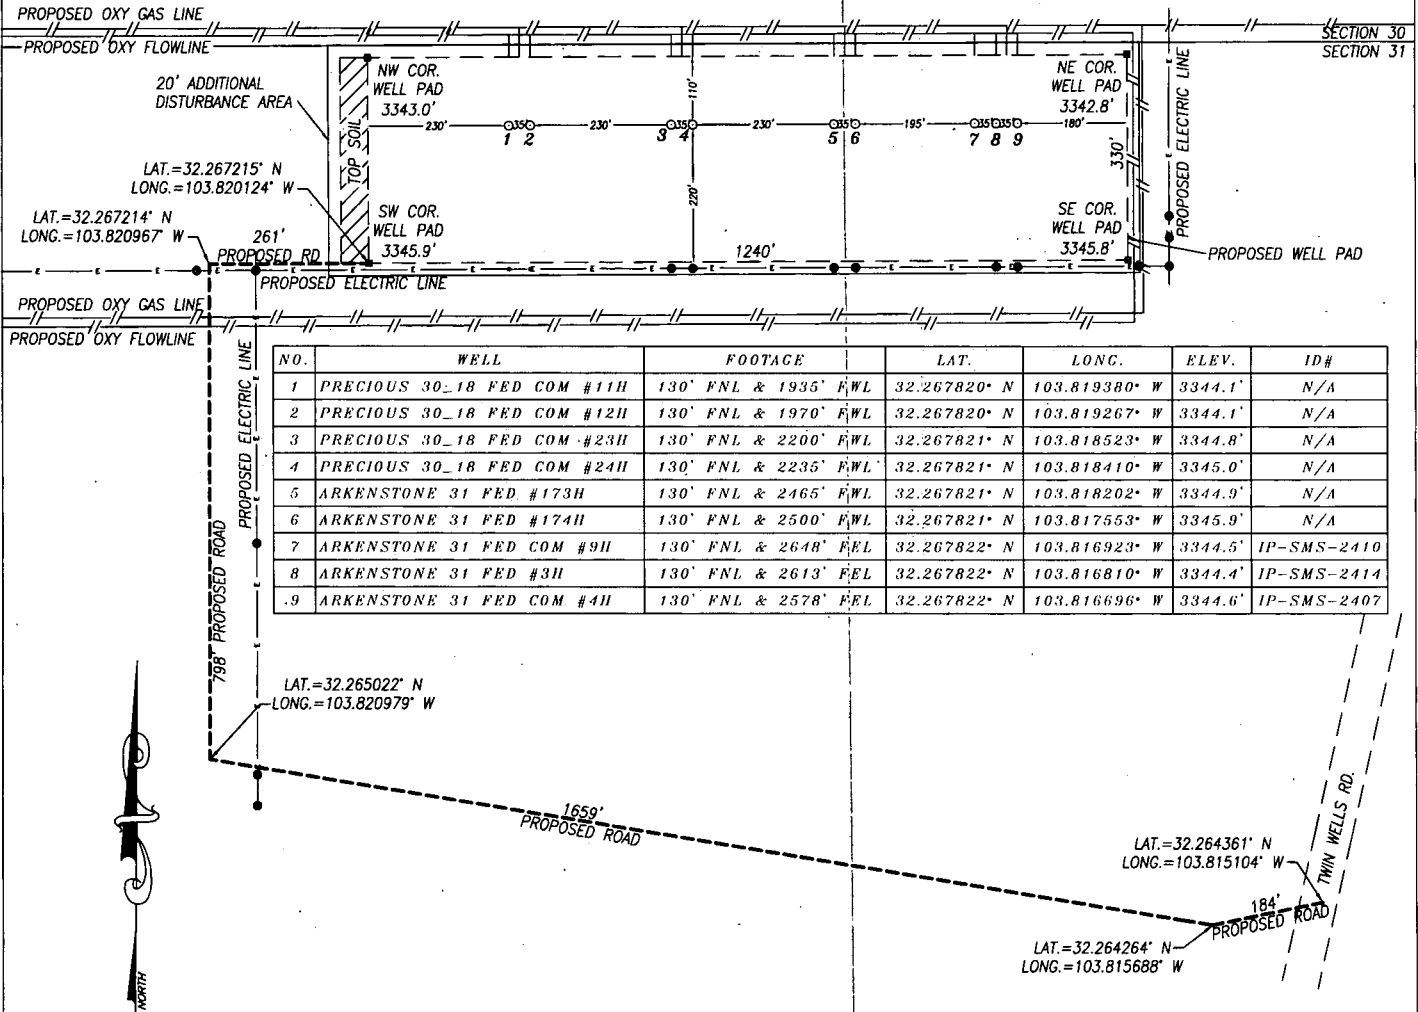 PROPOSED OXY GAS LINE
PROPOSED OXY FLOWLINE
SECTION 30
SECTION 31
20' ADDITIONAL
DISTURBANCE AREA
TOP SOIL
NW COR.
WELL PAD
3343.0'
NE COR.
WELL PAD
3342.8'
110'
230' 35' 230' 35' 230' 35' 195' 35' 35' 180'
1 2 3 4 5 6 7 8 9
330'
220'
PROPOSED ELECTRIC LINE
LAT.=32.267215° N
LONG.=103.820124° W
LAT.=32.267214° N
LONG.=103.820967° W
261'
PROPOSED RD
SW COR.
WELL PAD
3345.9'
SE COR.
WELL PAD
3345.8'
1240'
PROPOSED WELL PAD
PROPOSED ELECTRIC LINE
PROPOSED OXY GAS LINE
PROPOSED OXY FLOWLINE
PROPOSED ELECTRIC LINE
NO. WELL FOOTAGE LAT. LONG. ELEV. ID#
1 PRECIOUS 30_18 FED COM #11H 130' FNL & 1935' FWL 32.267820° N 103.819380° W 3344.1' N/A
2 PRECIOUS 30_18 FED COM #12H 130' FNL & 1970' FWL 32.267820° N 103.819267° W 3344.1' N/A
3 PRECIOUS 30_18 FED COM #23H 130' FNL & 2200' FWL 32.267821° N 103.818523° W 3344.8' N/A
4 PRECIOUS 30_18 FED COM #24H 130' FNL & 2235' FWL 32.267821° N 103.818410° W 3345.0' N/A
5 ARKENSTONE 31 FED #173H 130' FNL & 2465' FWL 32.267821° N 103.818202° W 3344.9' N/A
6 ARKENSTONE 31 FED #174H 130' FNL & 2500' FWL 32.267821° N 103.817553° W 3345.9' N/A
7 ARKENSTONE 31 FED COM #9H 130' FNL & 2648' FEL 32.267822° N 103.816923° W 3344.5' IP-SMS-2410
8 ARKENSTONE 31 FED #3H 130' FNL & 2613' FEL 32.267822° N 103.816810° W 3344.4' IP-SMS-2414
9 ARKENSTONE 31 FED COM #4H 130' FNL & 2578' FEL 32.267822° N 103.816696° W 3344.6' IP-SMS-2407
798' PROPOSED ROAD
LAT.=32.265022° N
LONG.=103.820979° W
1659'
PROPOSED ROAD
LAT.=32.264361° N
LONG.=103.815104° W
TWIN WELLS RD.
184'
PROPOSED ROAD
LAT.=32.264264° N
LONG.=103.815688° W
NORTH